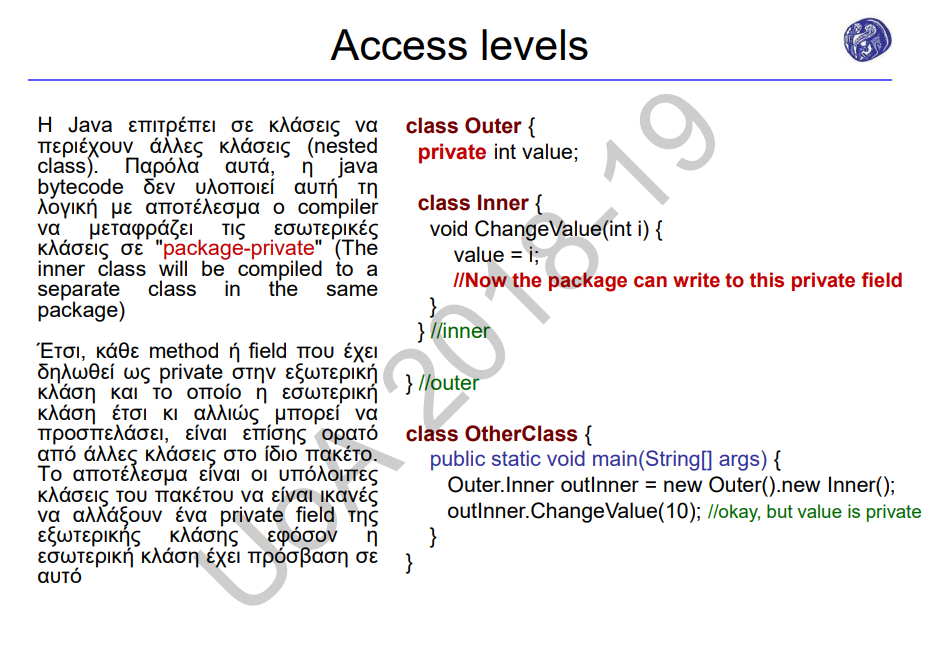 Access levels
Η Java επιτρέπει σε κλάσεις να
περιέχουν άλλες κλάσεις (nested
class). Παρόλα αυτά, η java
bytecode δεν υλοποιεί αυτή τη
λογική με αποτέλεσμα ο compiler
να μεταφράζει τις εσωτερικές
κλάσεις σε "package-private" (The
inner class will be compiled to a
separate class in the same
package)
Έτσι, κάθε method ή field που έχει
δηλωθεί ως private στην εξωτερική
κλάση και το οποίο η εσωτερική
κλάση έτσι κι αλλιώς μπορεί να
προσπελάσει, είναι επίσης ορατό
από άλλες κλάσεις στο ίδιο πακέτο.
Το αποτέλεσμα είναι οι υπόλοιπες
κλάσεις του πακέτου να είναι ικανές
να αλλάξουν ένα private field της
εξωτερικής κλάσης εφόσον η
εσωτερική κλάση έχει πρόσβαση σε
αυτό
class Outer {
private int value;
class Inner {
void ChangeValue(int i) {
value = i;
//Now the package can write to this private field
}
} //inner
} //outer
class OtherClass {
public static void main(String[] args) {
Outer.Inner outInner = new Outer().new Inner();
outInner.ChangeValue(10); //okay, but value is private
}
}
UoA 2018-19